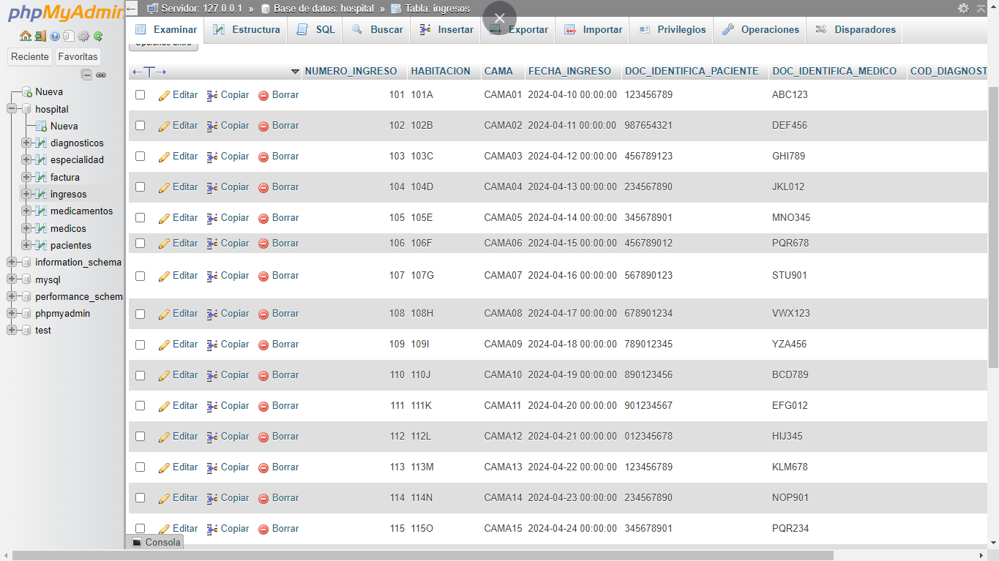 phpMyAdmin
Servidor: 127.0.0.1 » Base de datos: hospital » Tabla: ingresos
Examinar Estructura SQL Buscar Insertar Exportar Importar Privilegios Operaciones Disparadores
Reciente Favoritas
Nueva
hospital
Nueva
diagnosticos
especialidad
factura
ingresos
medicamentos
medicos
pacientes
information_schema
mysql
performance_schem
phpmyadmin
test
Opciones extra
NUMERO_INGRESO HABITACION CAMA FECHA_INGRESO DOC_IDENTIFICA_PACIENTE DOC_IDENTIFICA_MEDICO COD_DIAGNOST
Editar Copiar Borrar 101 101A CAMA01 2024-04-10 00:00:00 123456789 ABC123
Editar Copiar Borrar 102 102B CAMA02 2024-04-11 00:00:00 987654321 DEF456
Editar Copiar Borrar 103 103C CAMA03 2024-04-12 00:00:00 456789123 GHI789
Editar Copiar Borrar 104 104D CAMA04 2024-04-13 00:00:00 234567890 JKL012
Editar Copiar Borrar 105 105E CAMA05 2024-04-14 00:00:00 345678901 MNO345
Editar Copiar Borrar 106 106F CAMA06 2024-04-15 00:00:00 456789012 PQR678
Editar Copiar Borrar 107 107G CAMA07 2024-04-16 00:00:00 567890123 STU901
Editar Copiar Borrar 108 108H CAMA08 2024-04-17 00:00:00 678901234 VWX123
Editar Copiar Borrar 109 109I CAMA09 2024-04-18 00:00:00 789012345 YZA456
Editar Copiar Borrar 110 110J CAMA10 2024-04-19 00:00:00 890123456 BCD789
Editar Copiar Borrar 111 111K CAMA11 2024-04-20 00:00:00 901234567 EFG012
Editar Copiar Borrar 112 112L CAMA12 2024-04-21 00:00:00 012345678 HIJ345
Editar Copiar Borrar 113 113M CAMA13 2024-04-22 00:00:00 123456789 KLM678
Editar Copiar Borrar 114 114N CAMA14 2024-04-23 00:00:00 234567890 NOP901
Editar Copiar Borrar 115 115O CAMA15 2024-04-24 00:00:00 345678901 PQR234
Consola